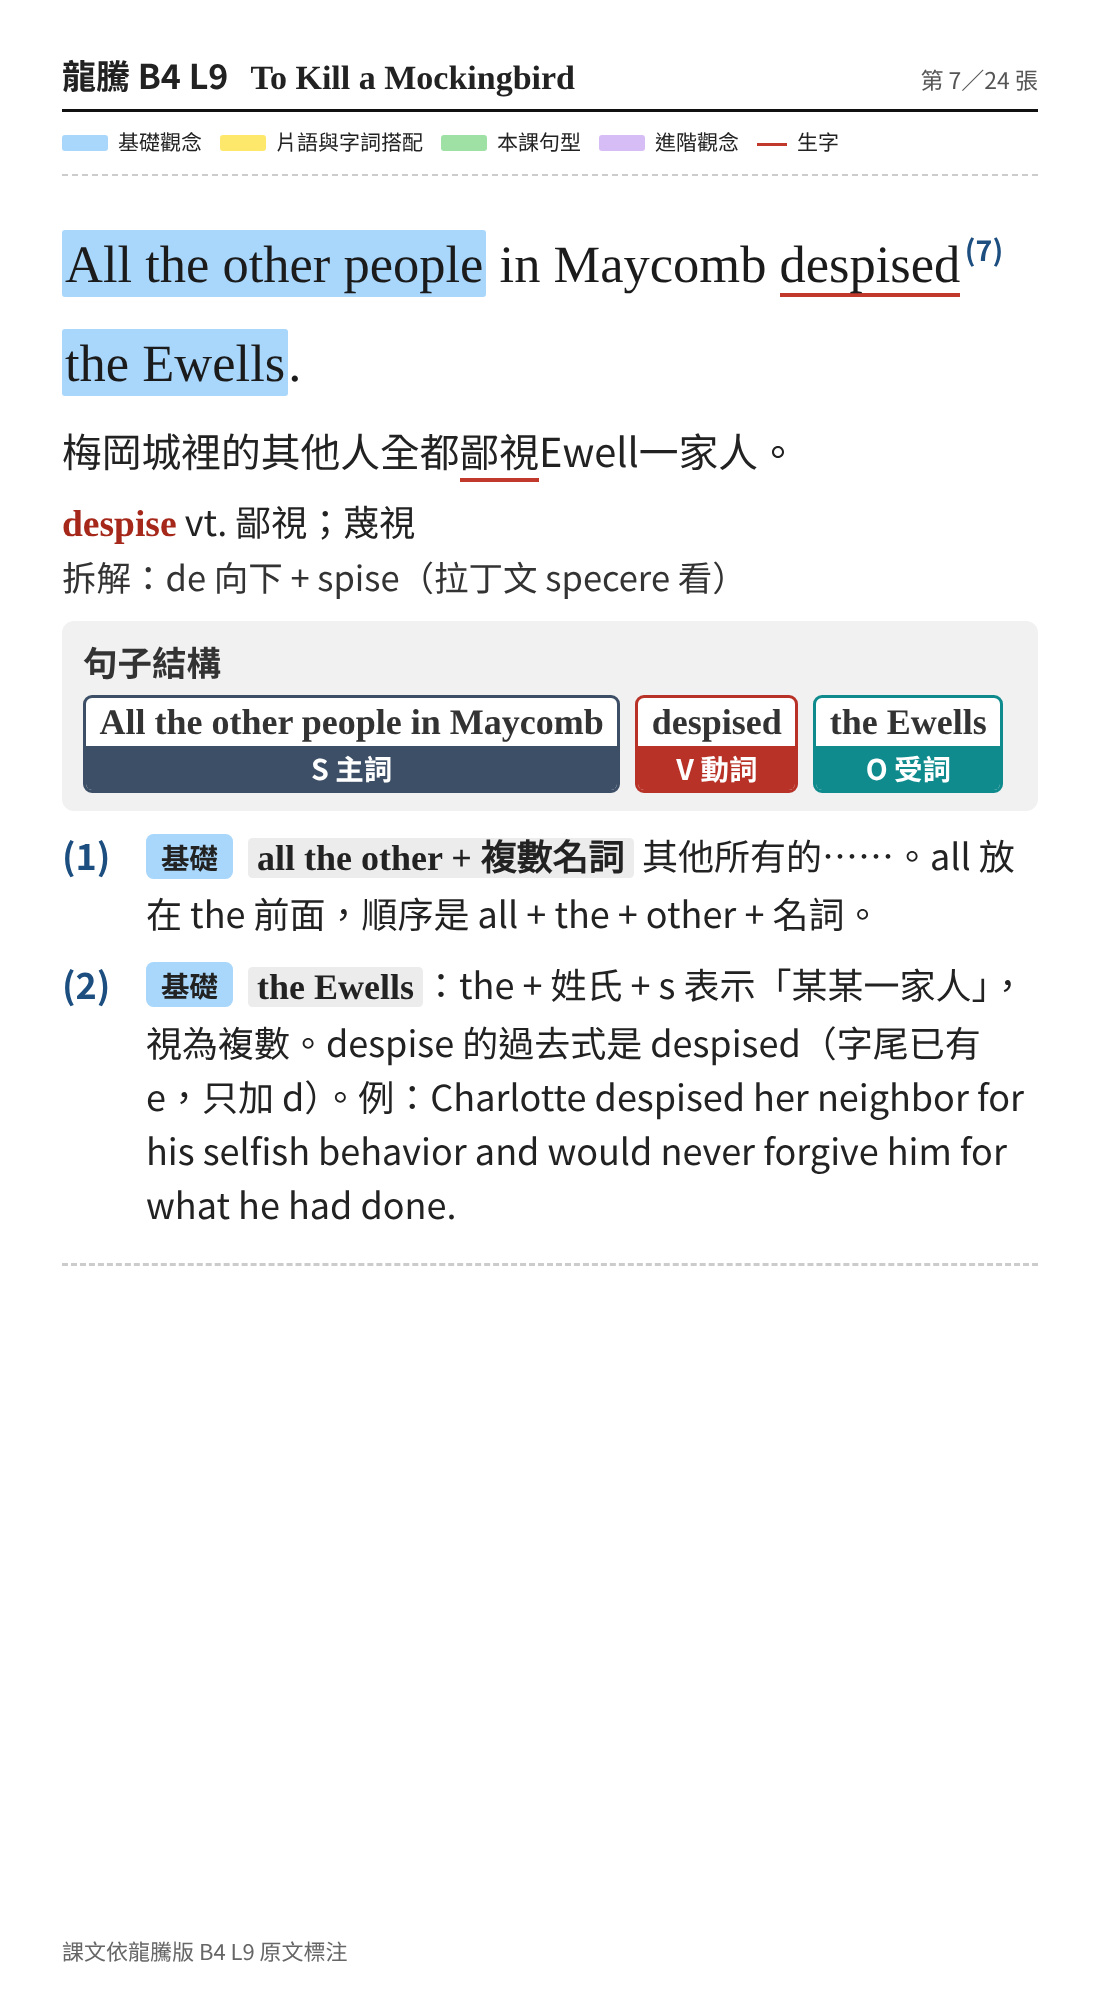 龍騰 B4 L9 To Kill a Mockingbird 第 7／24 張
基礎觀念 片語與字詞搭配 本課句型 進階觀念 生字
All the other people in Maycomb despised(7)
the Ewells.
梅岡城裡的其他人全都鄙視Ewell一家人。
despise vt. 鄙視；蔑視
拆解：de 向下 + spise（拉丁文 specere 看）
句子結構
All the other people in Maycomb despised the Ewells
S 主詞 V 動詞 O 受詞
(1) 基礎 all the other + 複數名詞 其他所有的……。all 放
在 the 前面，順序是 all + the + other + 名詞。
(2) 基礎 the Ewells：the + 姓氏 + s 表示「某某一家人」，
視為複數。despise 的過去式是 despised（字尾已有
e，只加 d）。例：Charlotte despised her neighbor for
his selfish behavior and would never forgive him for
what he had done.
課文依龍騰版 B4 L9 原文標注